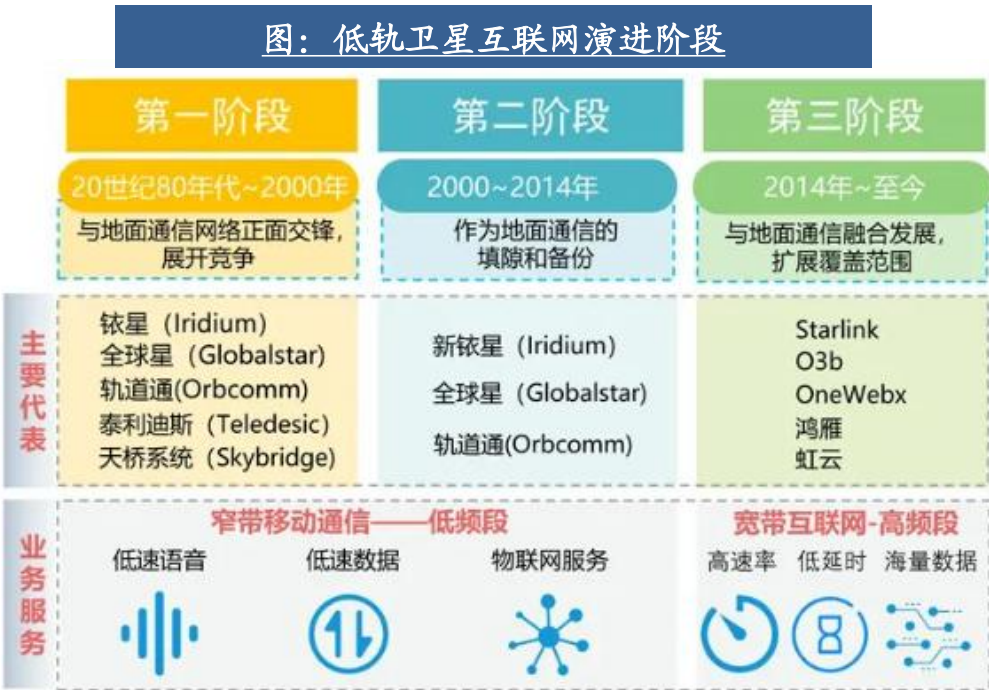 图：低轨卫星互联网演进阶段
第一阶段
第二阶段
第三阶段
20世纪80年代~2000年
2000~2014年
2014年~至今
与地面通信网络正面交锋，
展开竞争
作为地面通信的
填隙和备份
与地面通信融合发展，
扩展覆盖范围
主要代表
铱星（Iridium）
全球星（Globalstar)
轨道通(Orbcomm)
泰利迪斯（Teledesic）
天桥系统（Skybridge)
新铱星（Iridium）
全球星（Globalstar)
轨道通(Orbcomm)
Starlink
O3b
OneWebx
鸿雁
虹云
业务服务
窄带移动通信——低频段
低速语音
低速数据
物联网服务
宽带互联网-高频段
高速率
低延时
海量数据